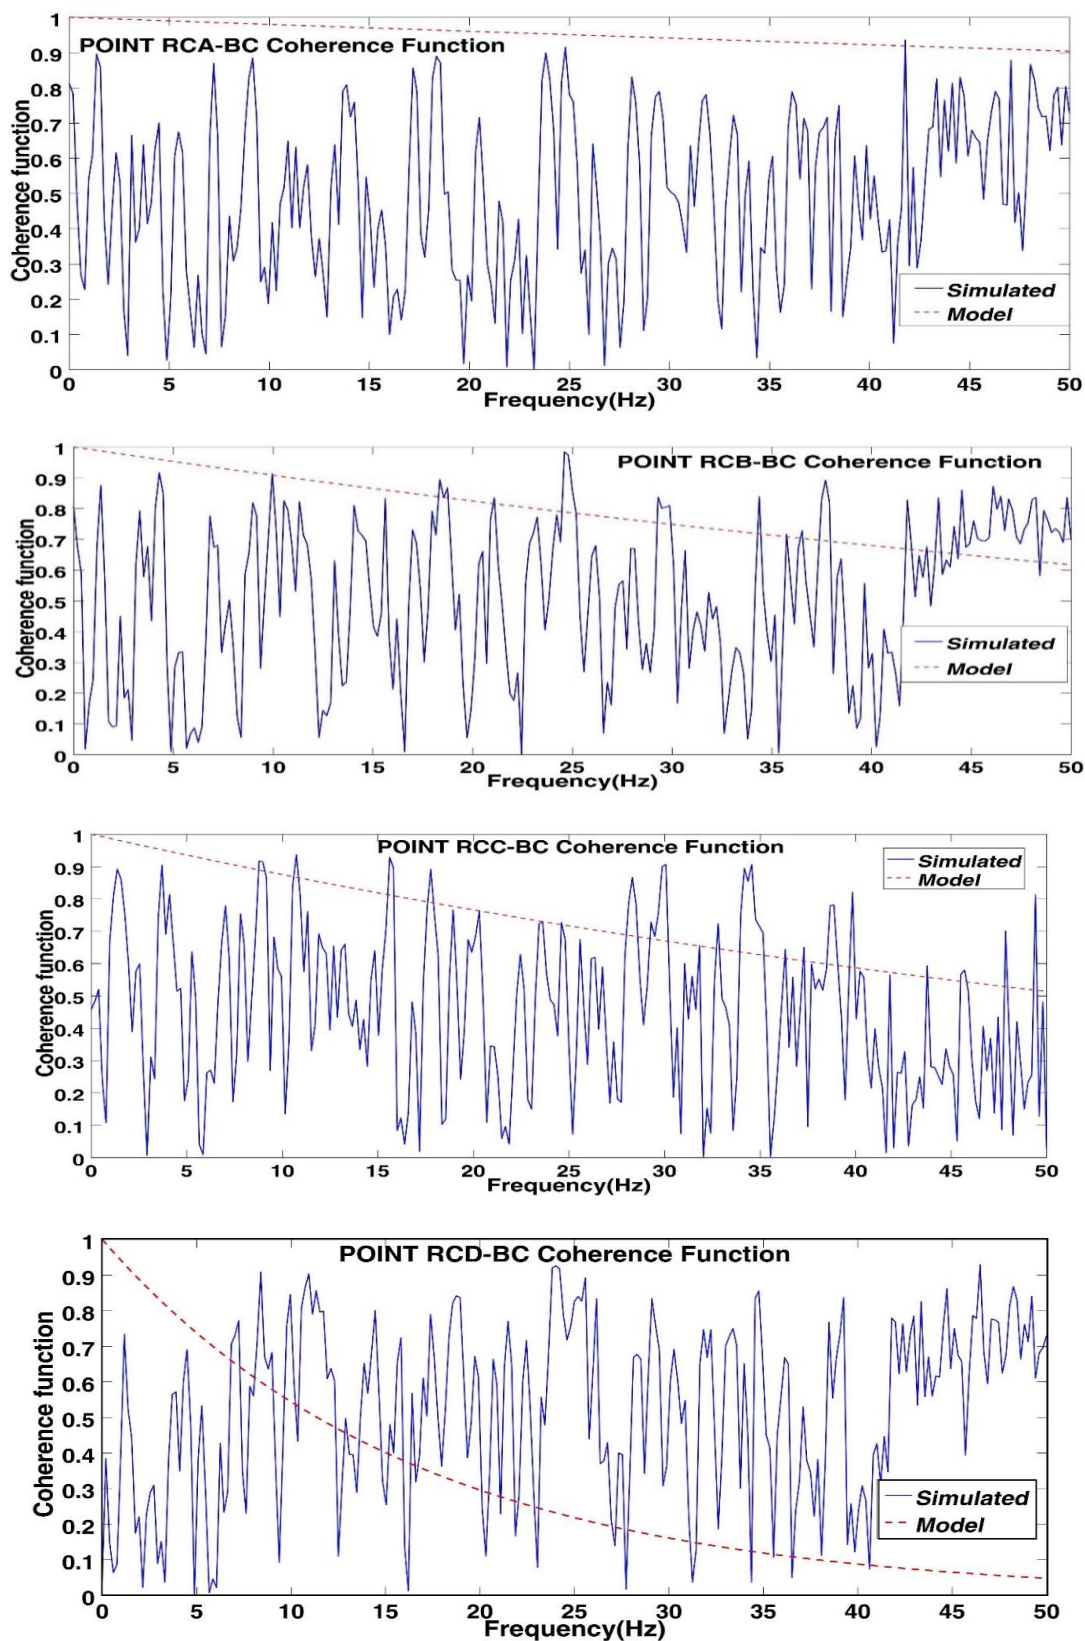 POINT RCA-BC Coherence Function
Coherence function
1
0.9
0.8
0.7
0.6
0.5
0.4
0.3
0.2
0.1
0
Simulated
Model
0 5 10 15 20 25 30 35 40 45 50
Frequency(Hz)
POINT RCB-BC Coherence Function
Coherence function
1
0.9
0.8
0.7
0.6
0.5
0.4
0.3
0.2
0.1
0
Simulated
Model
0 5 10 15 20 25 30 35 40 45 50
Frequency(Hz)
POINT RCC-BC Coherence Function
Coherence function
1
0.9
0.8
0.7
0.6
0.5
0.4
0.3
0.2
0.1
0
Simulated
Model
0 5 10 15 20 25 30 35 40 45 50
Frequency(Hz)
POINT RCD-BC Coherence Function
Coherence function
1
0.9
0.8
0.7
0.6
0.5
0.4
0.3
0.2
0.1
0
Simulated
Model
0 5 10 15 20 25 30 35 40 45 50
Frequency(Hz)